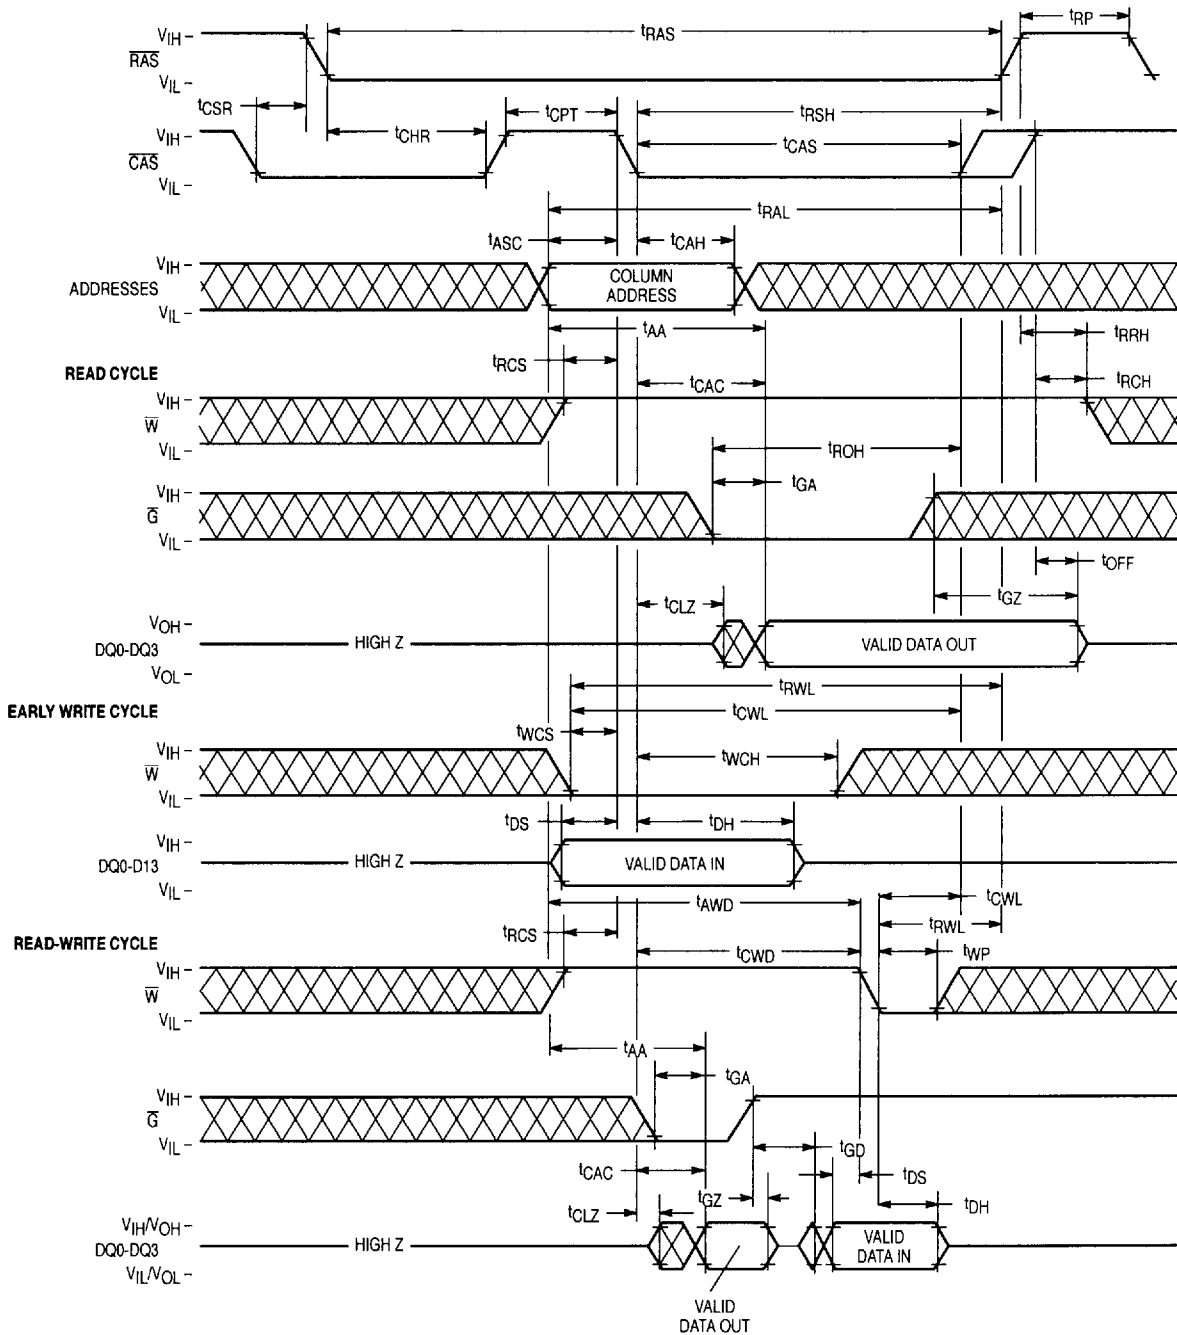 tRP
VIH
tRAS
RAS
VIL
tCSR
tCPT
tRSH
VIH
tCHR
tCAS
CAS
VIL
tRAL
tASC
tCAH
VIH
COLUMN
ADDRESS
ADDRESSES
VIL
tAA
tRRH
tRCS
READ CYCLE
tCAC
tRCH
VIH
W
VIL
tROH
tGA
VIH
G
VIL
tOFF
tGZ
tCLZ
VOH
DQ0-DQ3
HIGH Z
VALID DATA OUT
VOL
tRWL
EARLY WRITE CYCLE
tCWL
tWCS
VIH
tWCH
W
VIL
tDS
tDH
VIH
DQ0-D13
HIGH Z
VALID DATA IN
VIL
tCWL
tAWD
tRWL
tRCS
READ-WRITE CYCLE
tCWD
tWP
VIH
W
VIL
tAA
tGA
VIH
G
VIL
tGD
tCAC
tDS
tGZ
tDH
tCLZ
VIH/VOH
DQ0-DQ3
HIGH Z
VALID
DATA IN
VIL/VOL
VALID
DATA OUT